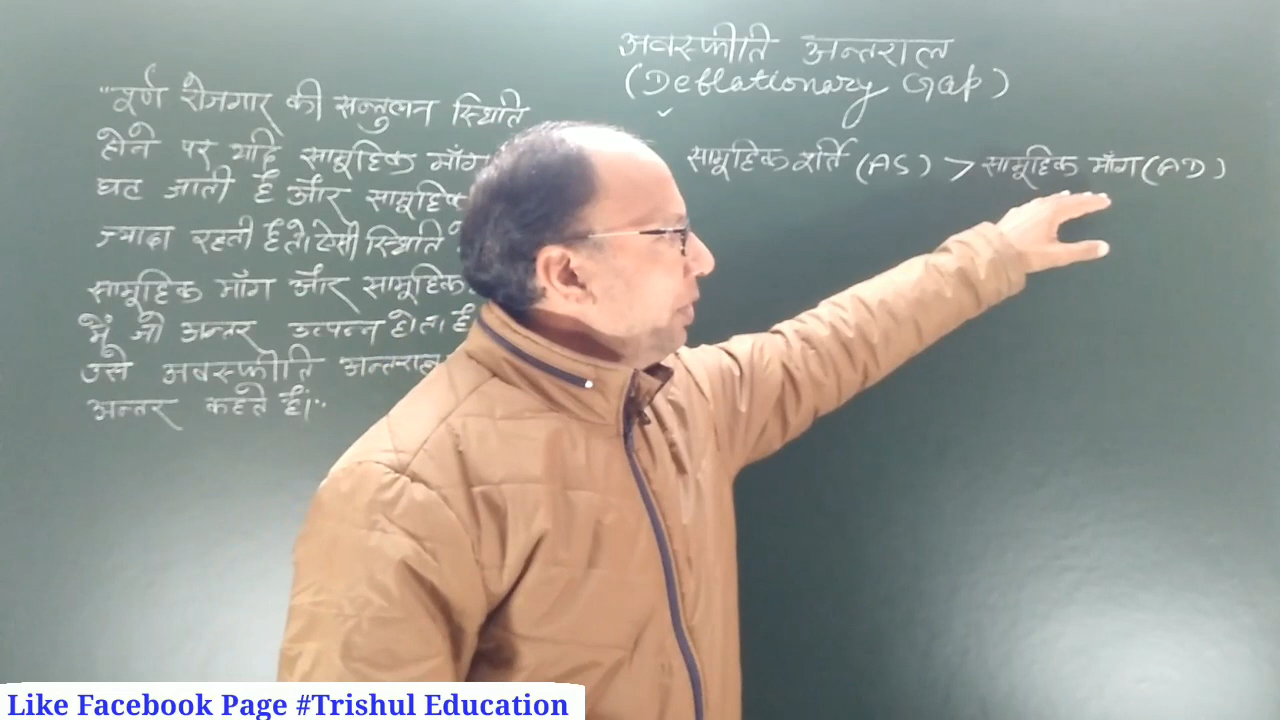 अवस्फीति अन्तराल
(Deflationary Gap)
"पूर्ण रोजगार की सन्तुलन स्थिति
होने पर यदि सामूहिक माँग
घट जाती है और सामूहिक
ज्यादा रहती है तो ऐसी स्थिति
सामूहिक माँग और सामूहिक
में जो अन्तर उत्पन्न होता है
उसे अवस्फीति अन्तराल
अन्तर कहते हैं।"
सामूहिक पूर्ति (AS) > सामूहिक माँग (AD)
Like Facebook Page #Trishul Education